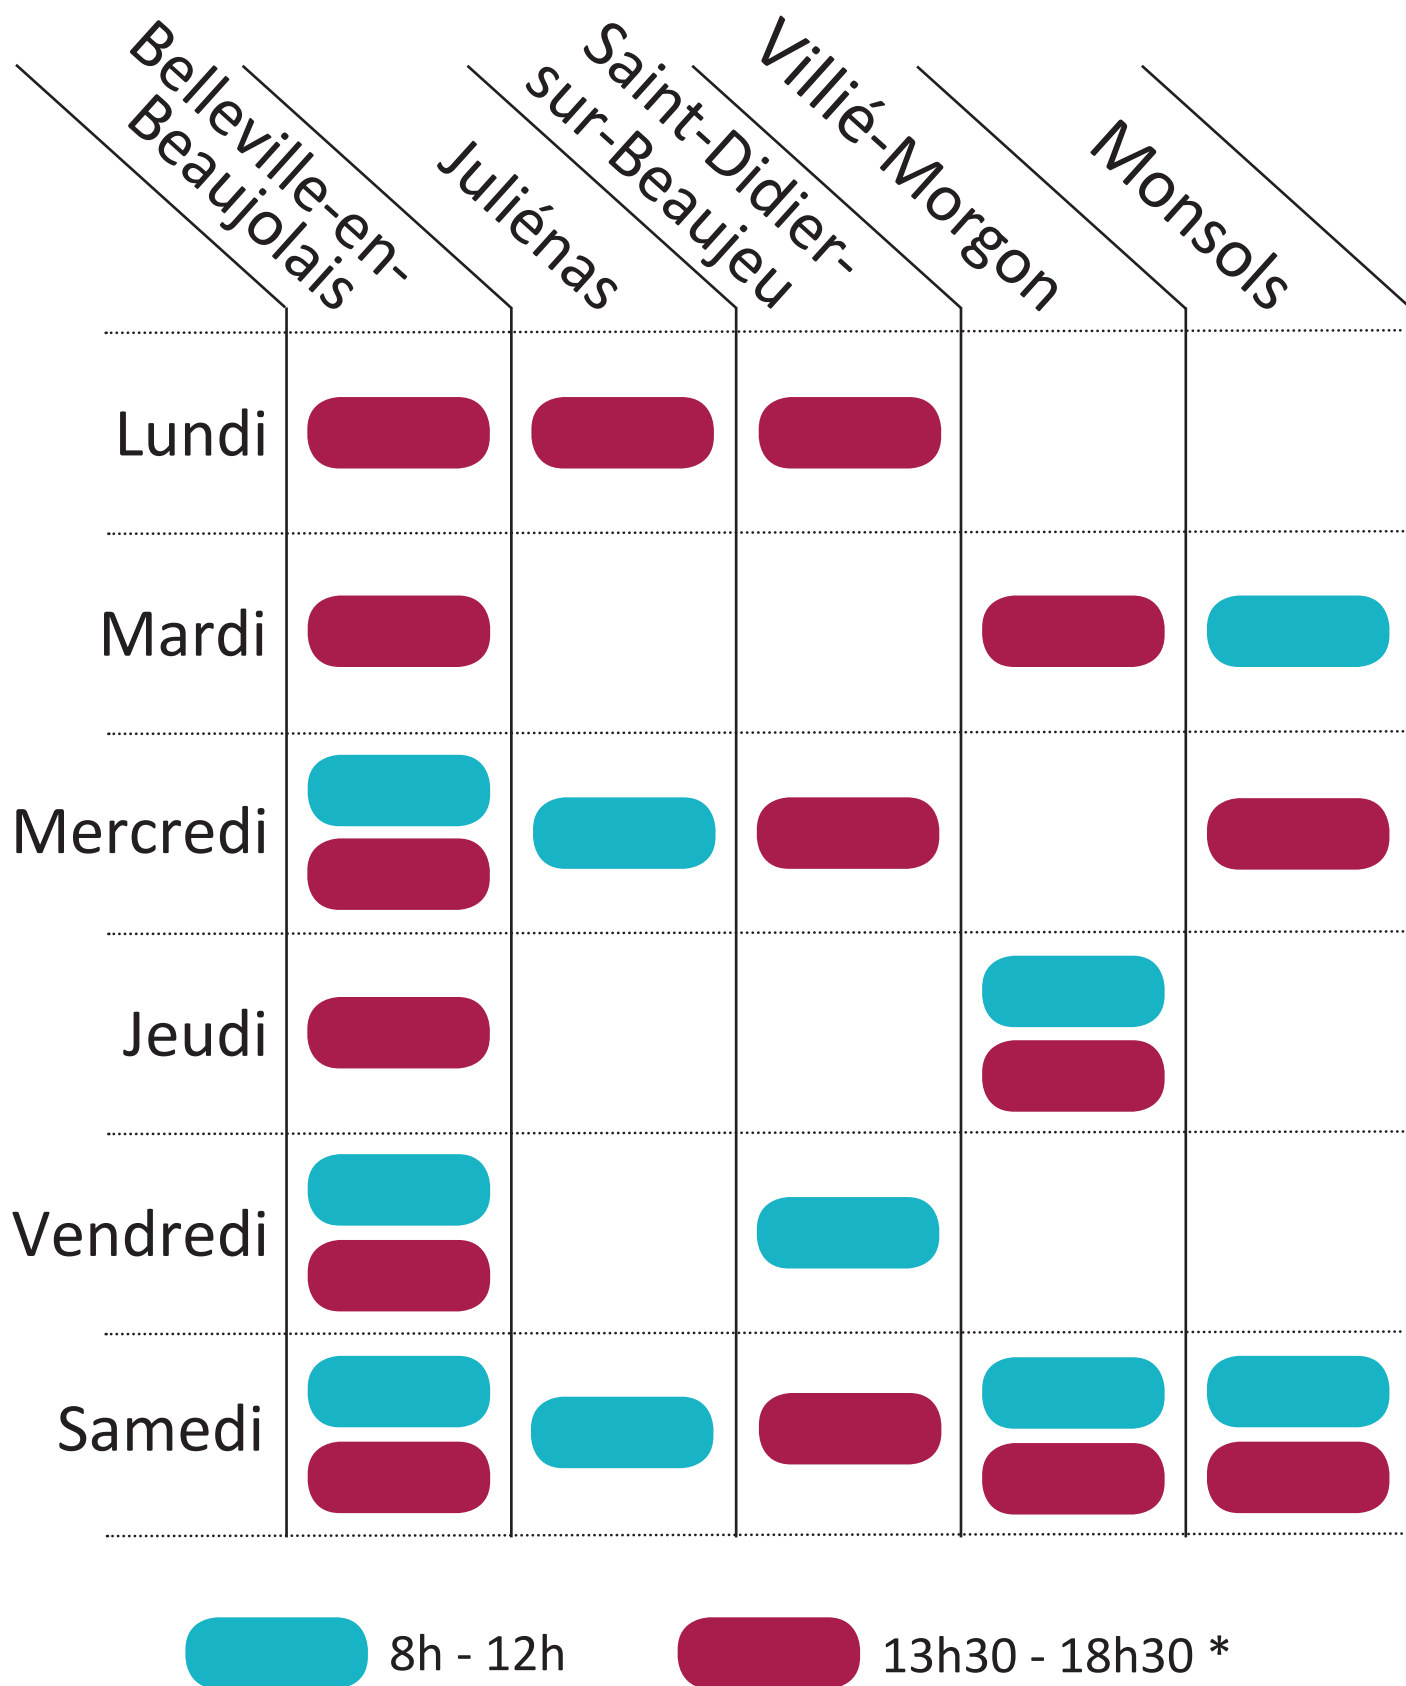 Belleville-en-
Beaujolais
Juliénas
Saint-Didier-
sur-Beaujeu
Villié-Morgon
Monsols
Lundi
Mardi
Mercredi
Jeudi
Vendredi
Samedi
8h - 12h
13h30 - 18h30 *